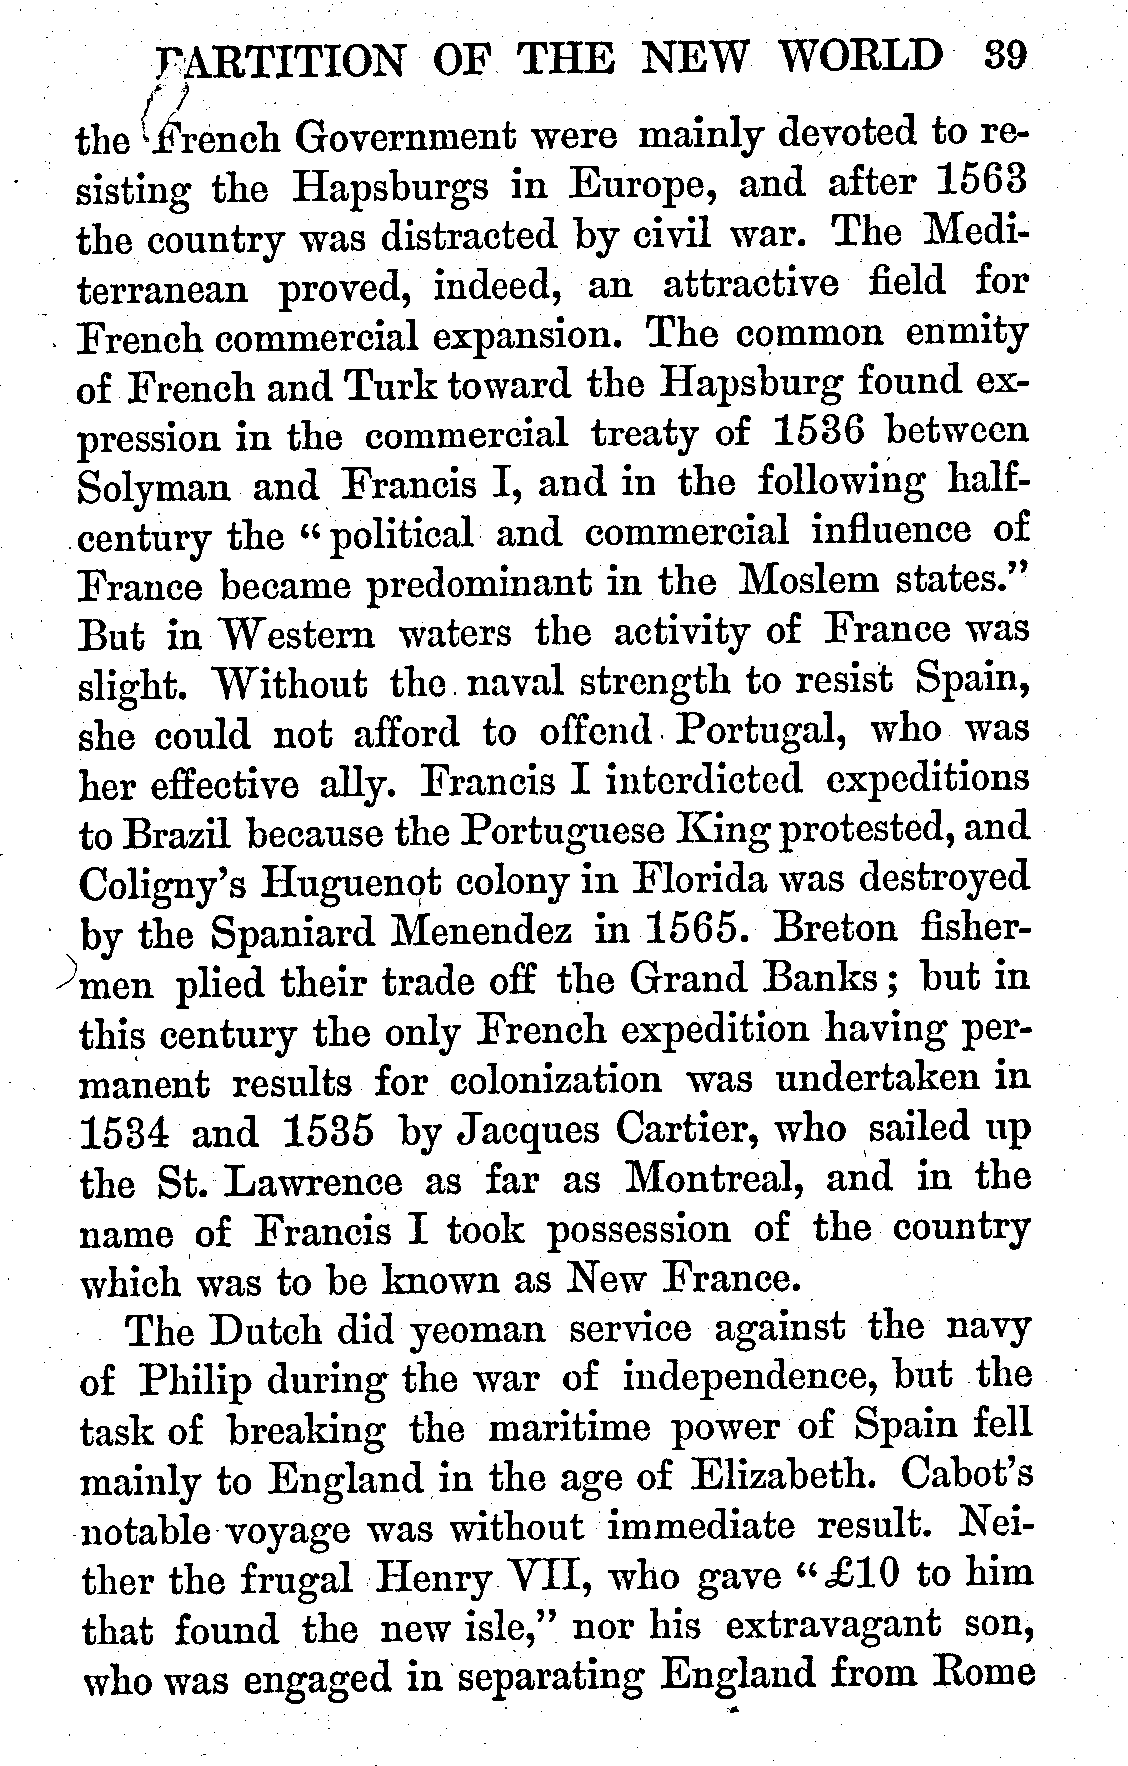 PARTITION OF THE NEW WORLD 39
the French Government were mainly devoted to re-
sisting the Hapsburgs in Europe, and after 1563
the country was distracted by civil war. The Medi-
terranean proved, indeed, an attractive field for
French commercial expansion. The common enmity
of French and Turk toward the Hapsburg found ex-
pression in the commercial treaty of 1536 between
Solyman and Francis I, and in the following half-
century the “political and commercial influence of
France became predominant in the Moslem states.”
But in Western waters the activity of France was
slight. Without the naval strength to resist Spain,
she could not afford to offend Portugal, who was
her effective ally. Francis I interdicted expeditions
to Brazil because the Portuguese King protested, and
Coligny’s Huguenot colony in Florida was destroyed
by the Spaniard Menendez in 1565. Breton fisher-
men plied their trade off the Grand Banks; but in
this century the only French expedition having per-
manent results for colonization was undertaken in
1534 and 1535 by Jacques Cartier, who sailed up
the St. Lawrence as far as Montreal, and in the
name of Francis I took possession of the country
which was to be known as New France.
The Dutch did yeoman service against the navy
of Philip during the war of independence, but the
task of breaking the maritime power of Spain fell
mainly to England in the age of Elizabeth. Cabot’s
notable voyage was without immediate result. Nei-
ther the frugal Henry VII, who gave “£10 to him
that found the new isle,” nor his extravagant son,
who was engaged in separating England from Rome